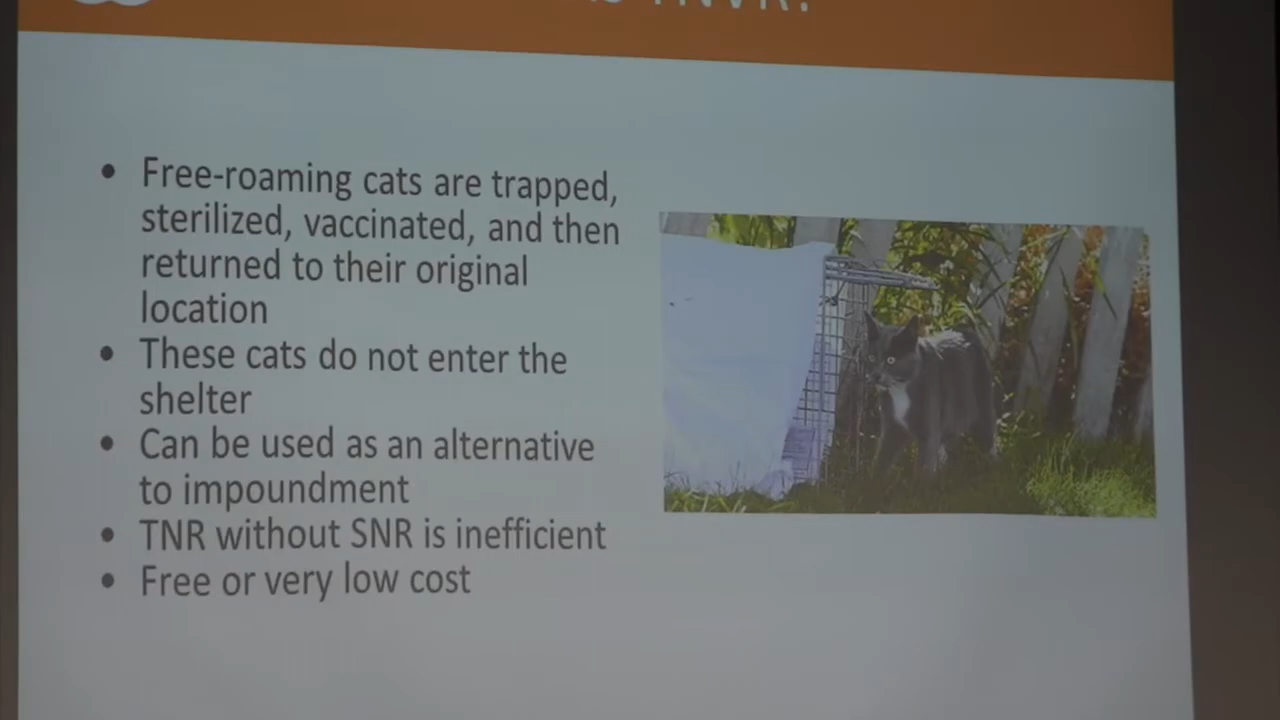 TNVR?
• Free-roaming cats are trapped,
sterilized, vaccinated, and then
returned to their original
location
• These cats do not enter the
shelter
• Can be used as an alternative
to impoundment
• TNR without SNR is inefficient
• Free or very low cost